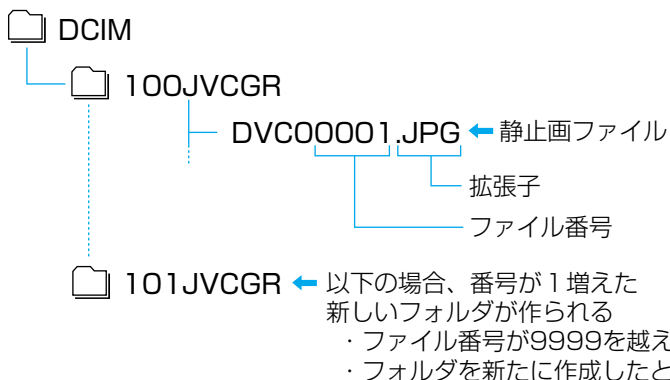 DCIM
100JVCGR
DVC00001.JPG 静止画ファイル
拡張子
ファイル番号
101JVCGR 以下の場合、番号が1増えた
新しいフォルダが作られる
・ファイル番号が9999を越え
・フォルダを新たに作成したと